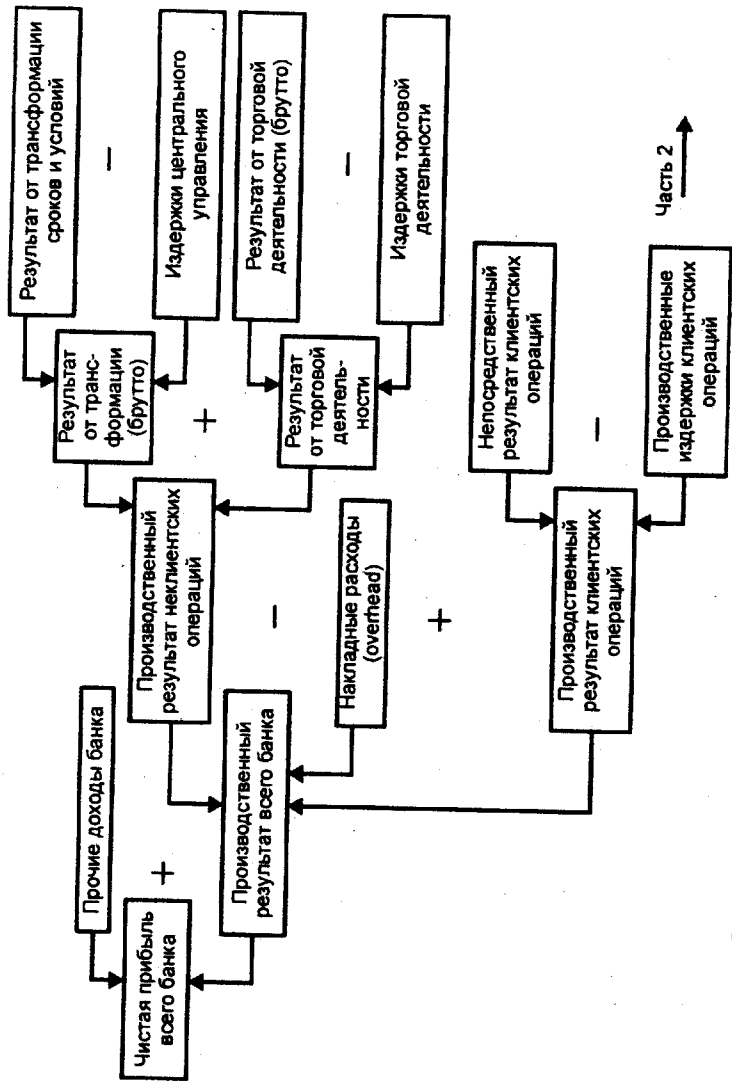 Чистая прибыль
всего банка
Прочие доходы банка
+
Производственный
результат всего банка
Производственный
результат неклиентских
операций
−
Накладные расходы
(overhead)
+
Производственный
результат клиентских
операций
Результат
от транс-
формации
(брутто)
+
Результат
от торговой
деятель-
ности
Непосредственный
результат клиентских
операций
−
Производственные
издержки клиентских
операций
Результат от трансформации
сроков и условий
−
Издержки центрального
управления
Результат от торговой
деятельности (брутто)
−
Издержки торговой
деятельности
Часть 2